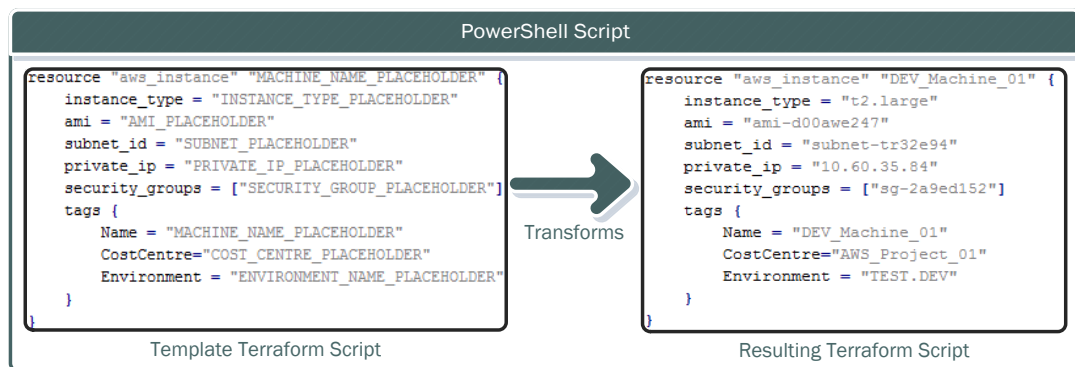 PowerShell Script
resource "aws_instance" "MACHINE_NAME_PLACEHOLDER" {
instance_type = "INSTANCE_TYPE_PLACEHOLDER"
ami = "AMI_PLACEHOLDER"
subnet_id = "SUBNET_PLACEHOLDER"
private_ip = "PRIVATE_IP_PLACEHOLDER"
security_groups = ["SECURITY_GROUP_PLACEHOLDER"]
tags {
Name = "MACHINE_NAME_PLACEHOLDER"
CostCentre="COST_CENTRE_PLACEHOLDER"
Environment = "ENVIRONMENT_NAME_PLACEHOLDER"
}
}
Template Terraform Script
Transforms
resource "aws_instance" "DEV_Machine_01" {
instance_type = "t2.large"
ami = "ami-d00awe247"
subnet_id = "subnet-tr32e94"
private_ip = "10.60.35.84"
security_groups = ["sg-2a9ed152"]
tags {
Name = "DEV_Machine_01"
CostCentre="AWS_Project_01"
Environment = "TEST.DEV"
}
}
Resulting Terraform Script